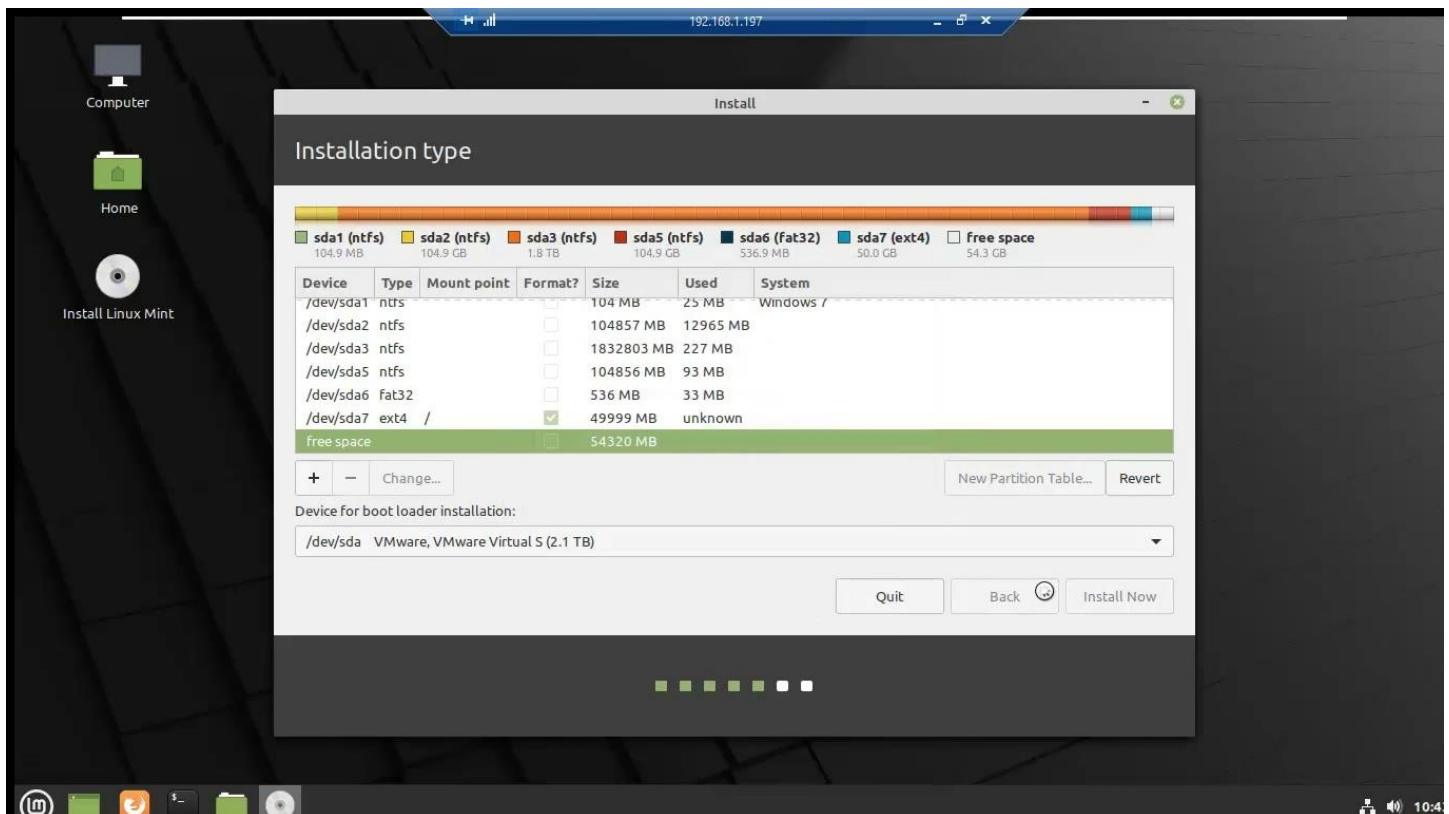 192.168.1.197
Computer
Home
Install Linux Mint
Install
Installation type
sda1 (ntfs) sda2 (ntfs) sda3 (ntfs) sda5 (ntfs) sda6 (fat32) sda7 (ext4) free space
104.9 MB 104.9 GB 1.8 TB 104.9 GB 536.9 MB 50.0 GB 54.3 GB
Device Type Mount point Format? Size Used System
/dev/sda1 ntfs 104 MB 25 MB Windows 7
/dev/sda2 ntfs 104857 MB 12965 MB
/dev/sda3 ntfs 1832803 MB 227 MB
/dev/sda5 ntfs 104856 MB 93 MB
/dev/sda6 fat32 536 MB 33 MB
/dev/sda7 ext4 / 49999 MB unknown
free space 54320 MB
+ − Change... New Partition Table... Revert
Device for boot loader installation:
/dev/sda VMware, VMware Virtual S (2.1 TB)
Quit Back Install Now
lm $_